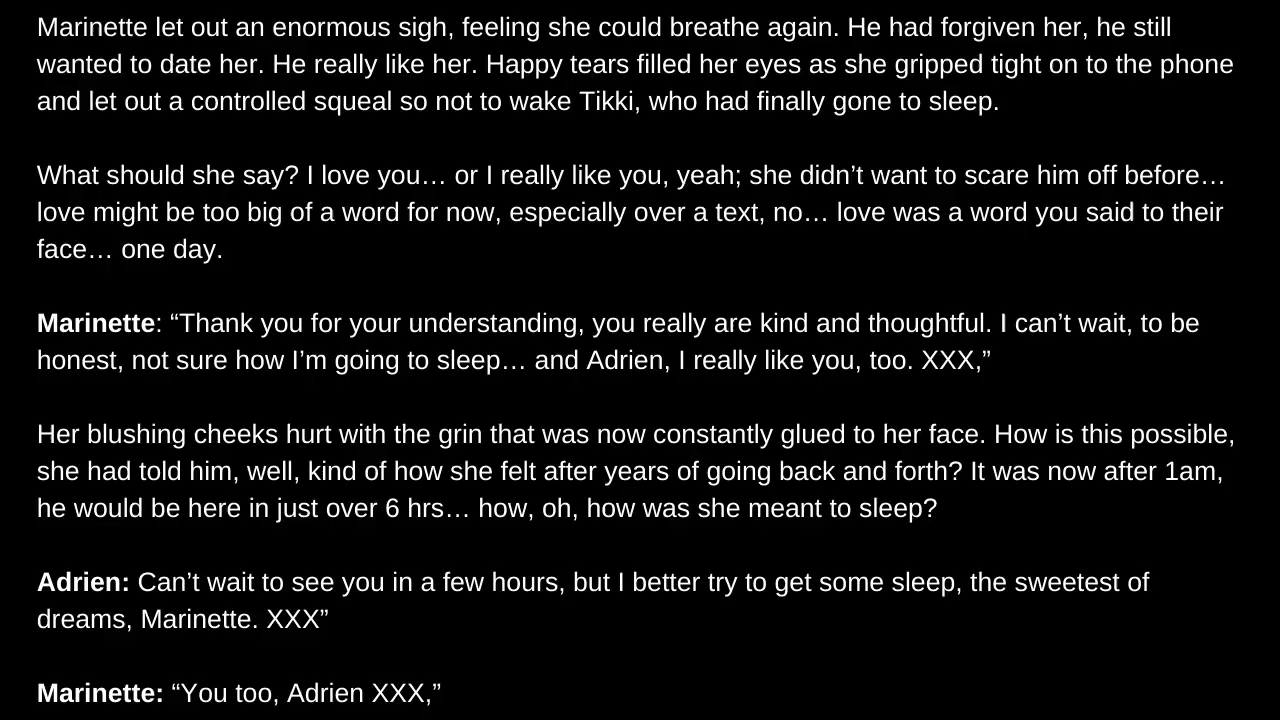 Marinette let out an enormous sigh, feeling she could breathe again. He had forgiven her, he still
wanted to date her. He really like her. Happy tears filled her eyes as she gripped tight on to the phone
and let out a controlled squeal so not to wake Tikki, who had finally gone to sleep.
What should she say? I love you… or I really like you, yeah; she didn’t want to scare him off before…
love might be too big of a word for now, especially over a text, no… love was a word you said to their
face… one day.
Marinette: “Thank you for your understanding, you really are kind and thoughtful. I can’t wait, to be
honest, not sure how I’m going to sleep… and Adrien, I really like you, too. XXX,”
Her blushing cheeks hurt with the grin that was now constantly glued to her face. How is this possible,
she had told him, well, kind of how she felt after years of going back and forth? It was now after 1am,
he would be here in just over 6 hrs… how, oh, how was she meant to sleep?
Adrien: Can’t wait to see you in a few hours, but I better try to get some sleep, the sweetest of
dreams, Marinette. XXX”
Marinette: “You too, Adrien XXX,”